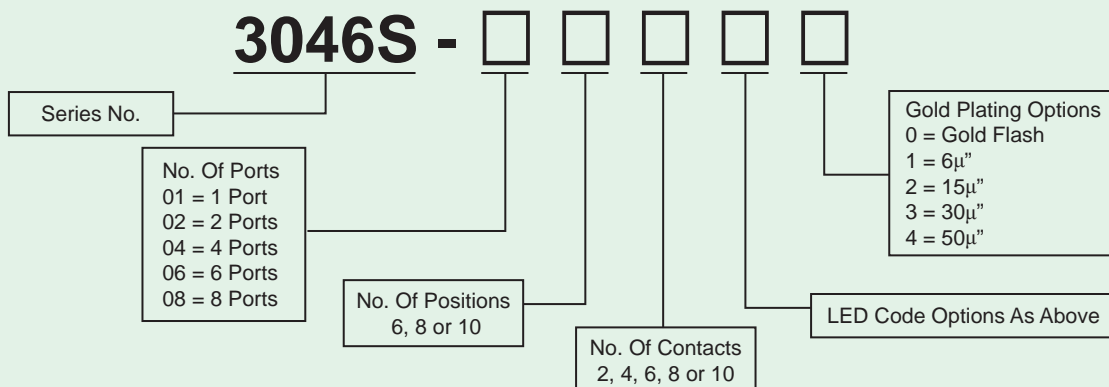 3046S -
Series No.
No. Of Ports
01 = 1 Port
02 = 2 Ports
04 = 4 Ports
06 = 6 Ports
08 = 8 Ports
No. Of Positions
6, 8 or 10
No. Of Contacts
2, 4, 6, 8 or 10
LED Code Options As Above
Gold Plating Options
0 = Gold Flash
1 = 6µ”
2 = 15µ”
3 = 30µ”
4 = 50µ”